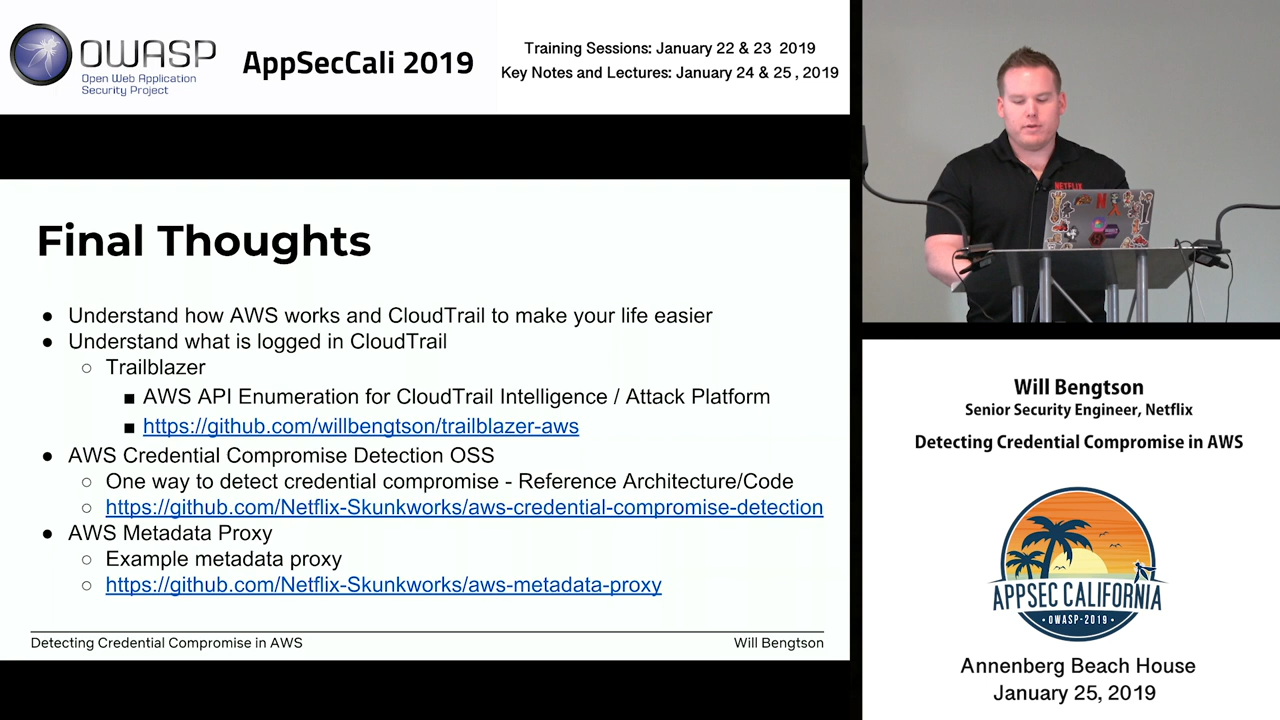 OWASP
Open Web Application
Security Project
AppSecCali 2019
Training Sessions: January 22 & 23 2019
Key Notes and Lectures: January 24 & 25 , 2019
Final Thoughts
● Understand how AWS works and CloudTrail to make your life easier
● Understand what is logged in CloudTrail
○ Trailblazer
■ AWS API Enumeration for CloudTrail Intelligence / Attack Platform
■ https://github.com/willbengtson/trailblazer-aws
● AWS Credential Compromise Detection OSS
○ One way to detect credential compromise - Reference Architecture/Code
○ https://github.com/Netflix-Skunkworks/aws-credential-compromise-detection
● AWS Metadata Proxy
○ Example metadata proxy
○ https://github.com/Netflix-Skunkworks/aws-metadata-proxy
Detecting Credential Compromise in AWS
Will Bengtson
NETFLIX
Will Bengtson
Senior Security Engineer, Netflix
Detecting Credential Compromise in AWS
APPSEC CALIFORNIA
· OWASP-2019 ·
Annenberg Beach House
January 25, 2019